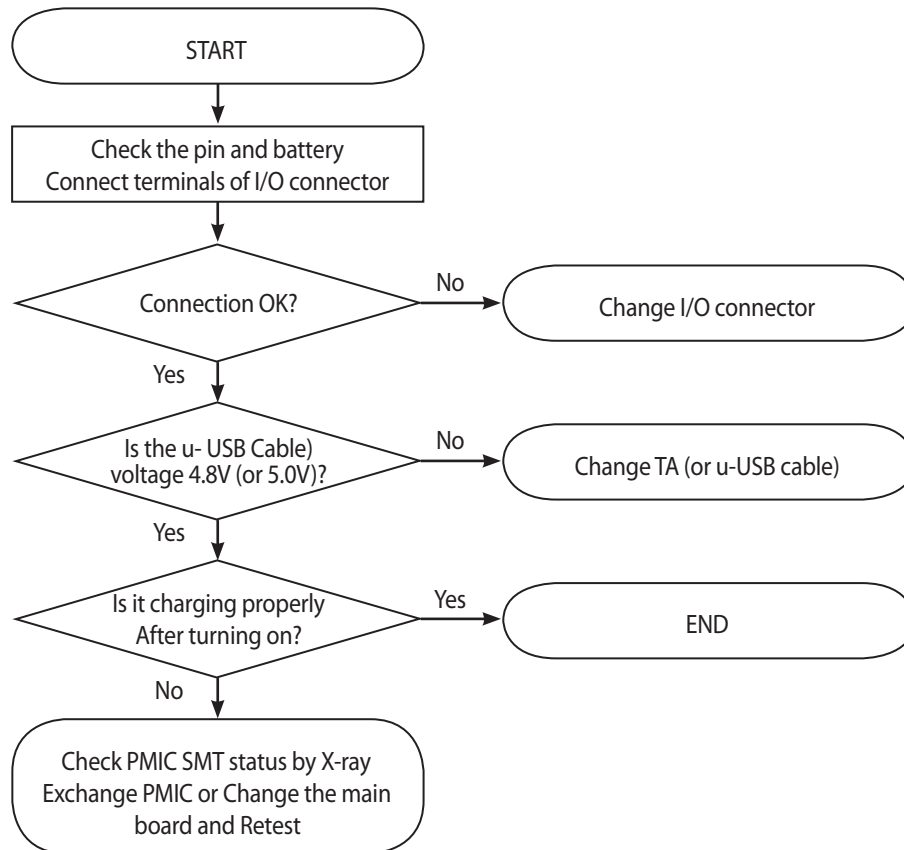 START
Check the pin and battery
Connect terminals of I/O connector
Connection OK?
No
Change I/O connector
Yes
Is the u- USB Cable)
voltage 4.8V (or 5.0V)?
No
Change TA (or u-USB cable)
Yes
Is it charging properly
After turning on?
Yes
END
No
Check PMIC SMT status by X-ray
Exchange PMIC or Change the main
board and Retest